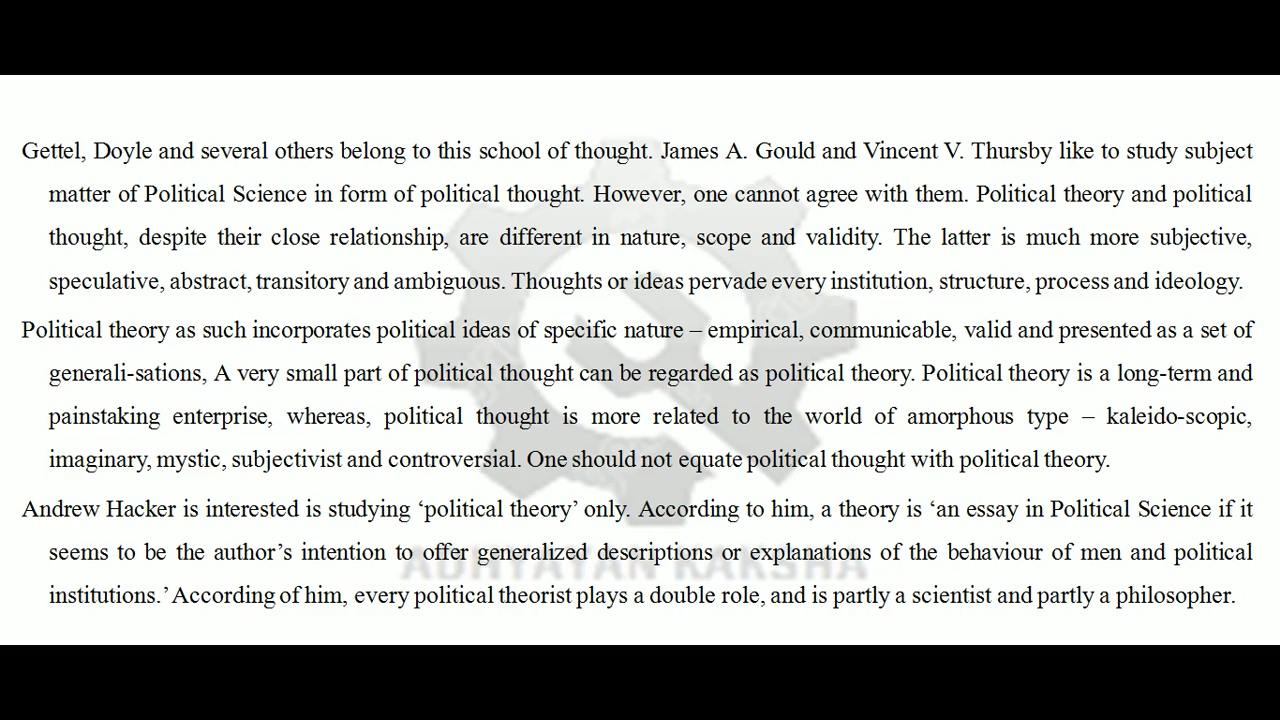 Gettel, Doyle and several others belong to this school of thought. James A. Gould and Vincent V. Thursby like to study subject
matter of Political Science in form of political thought. However, one cannot agree with them. Political theory and political
thought, despite their close relationship, are different in nature, scope and validity. The latter is much more subjective,
speculative, abstract, transitory and ambiguous. Thoughts or ideas pervade every institution, structure, process and ideology.
Political theory as such incorporates political ideas of specific nature – empirical, communicable, valid and presented as a set of
generali-sations, A very small part of political thought can be regarded as political theory. Political theory is a long-term and
painstaking enterprise, whereas, political thought is more related to the world of amorphous type – kaleido-scopic,
imaginary, mystic, subjectivist and controversial. One should not equate political thought with political theory.
Andrew Hacker is interested is studying ‘political theory’ only. According to him, a theory is ‘an essay in Political Science if it
seems to be the author’s intention to offer generalized descriptions or explanations of the behaviour of men and political
ADHYAYAN KAKSHA
institutions.’ According of him, every political theorist plays a double role, and is partly a scientist and partly a philosopher.